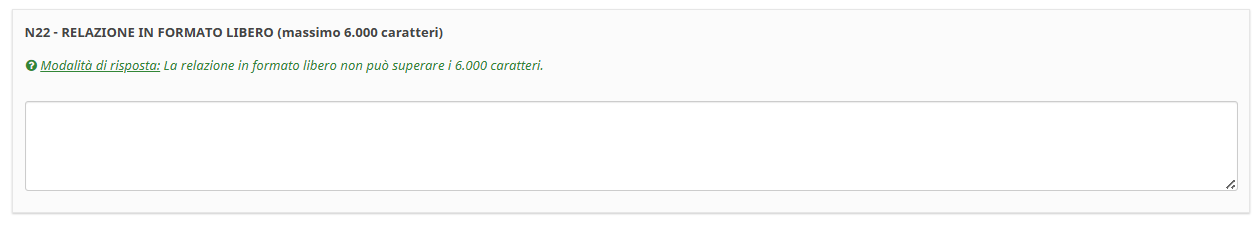 N22 - RELAZIONE IN FORMATO LIBERO (massimo 6.000 caratteri)
Modalità di risposta: La relazione in formato libero non può superare i 6.000 caratteri.